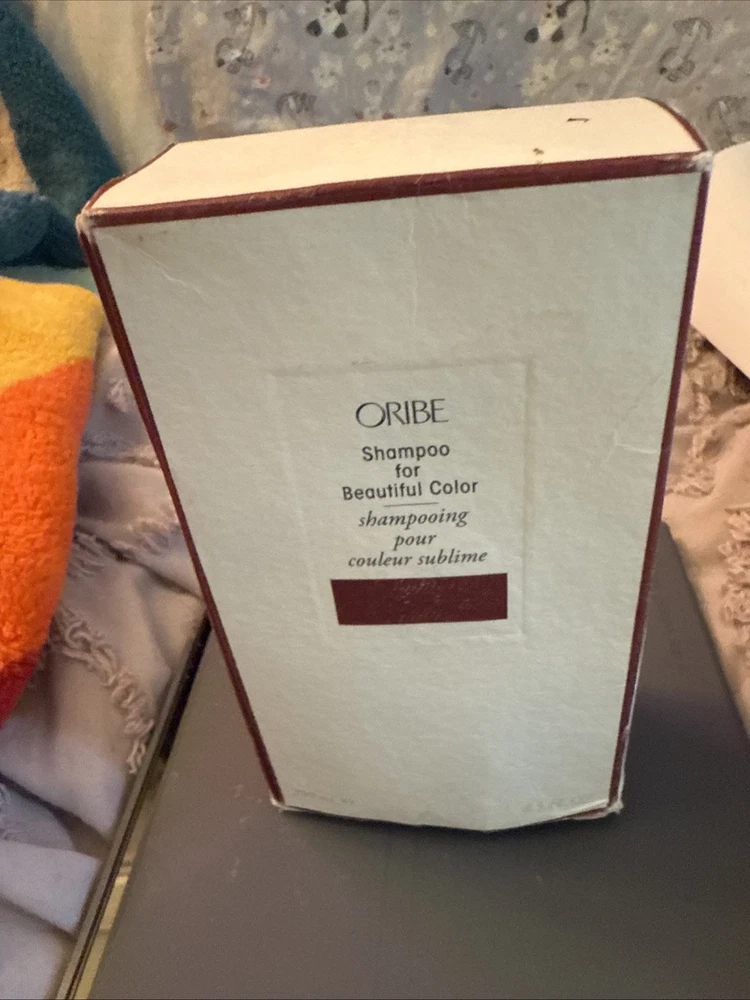 ORIBE
Shampoo
for
Beautiful Color
shampooing
pour
couleur sublime